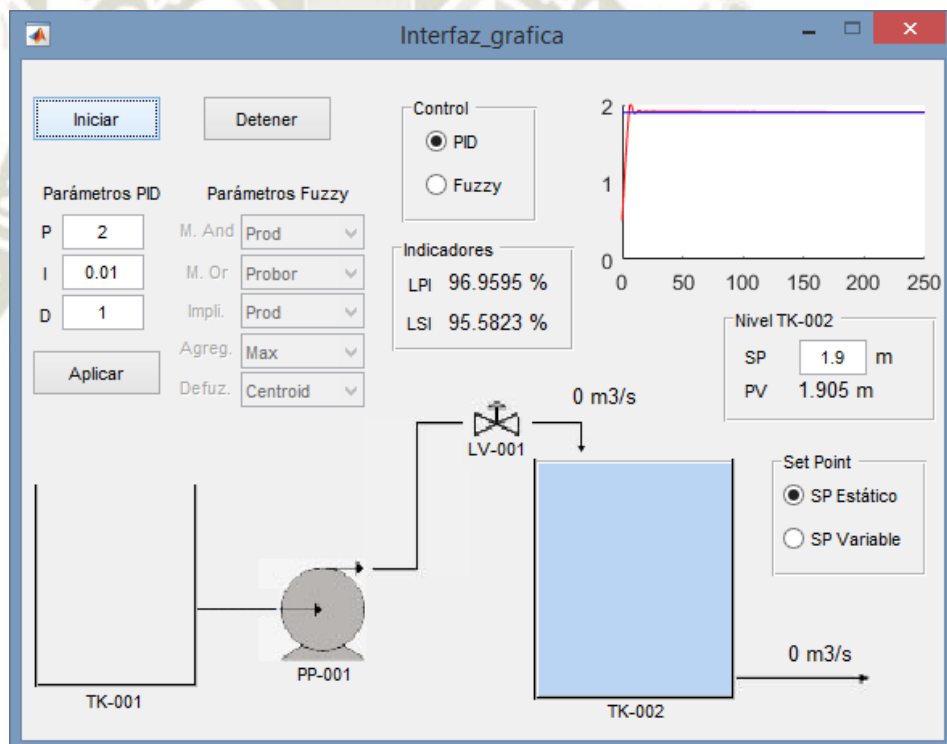 Interfaz_grafica
Iniciar
Detener
Control
PID
Fuzzy
2
1
0
0 50 100 150 200 250
Parámetros PID
P 2
I 0.01
D 1
Aplicar
Parámetros Fuzzy
M. And Prod
M. Or Probor
Impli. Prod
Agreg. Max
Defuz. Centroid
Indicadores
LPI 96.9595 %
LSI 95.5823 %
Nivel TK-002
SP 1.9 m
PV 1.905 m
0 m3/s
LV-001
Set Point
SP Estático
SP Variable
0 m3/s
PP-001
TK-001
TK-002